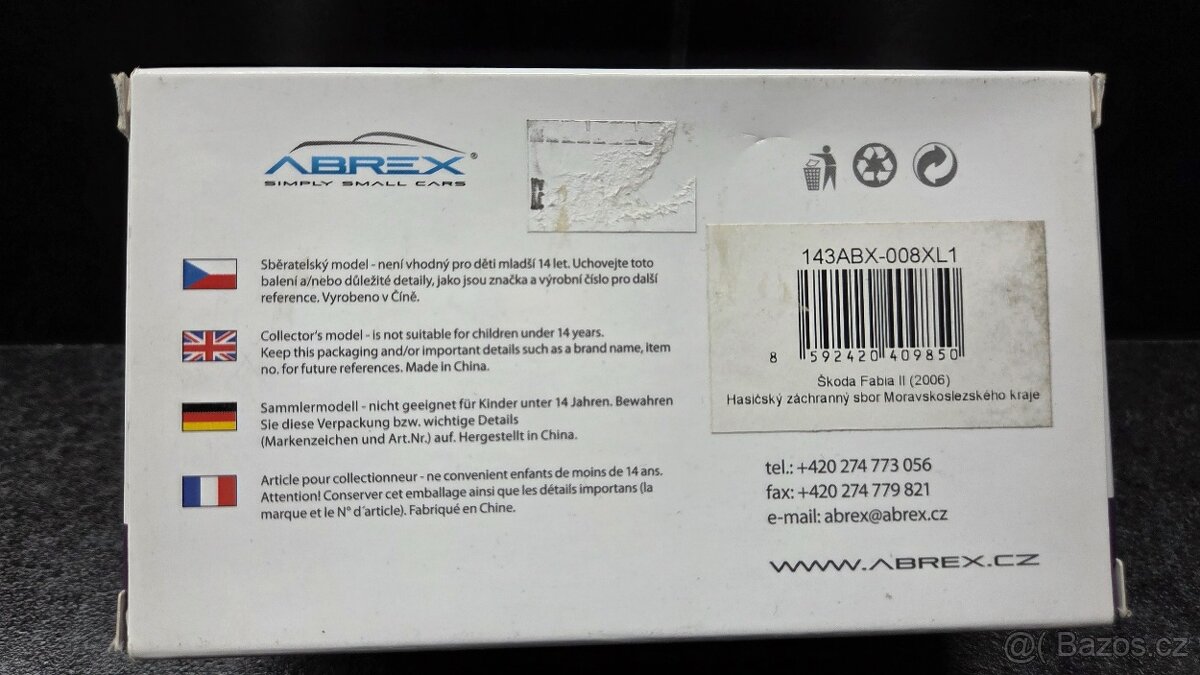 ABREX®
SIMPLY SMALL CARS
Sběratelský model - není vhodný pro děti mladší 14 let. Uchovejte toto
balení a/nebo důležité detaily, jako jsou značka a výrobní číslo pro další
reference. Vyrobeno v Číně.
Collector's model - is not suitable for children under 14 years.
Keep this packaging and/or important details such as a brand name, item
no. for future references. Made in China.
Sammlermodell - nicht geeignet für Kinder unter 14 Jahren. Bewahren
Sie diese Verpackung bzw. wichtige Details
(Markenzeichen und Art.Nr.) auf. Hergestellt in China.
Article pour collectionneur - ne convenient enfants de moins de 14 ans.
Attention! Conserver cet emballage ainsi que les détails importans (la
marque et le N° d'article). Fabriqué en Chine.
143ABX-008XL1
8 592420 409850
Škoda Fabia II (2006)
Hasičský záchranný sbor Moravskoslezského kraje
tel.: +420 274 773 056
fax: +420 274 779 821
e-mail: abrex@abrex.cz
WWW.ABREX.CZ
@( Bazos.cz